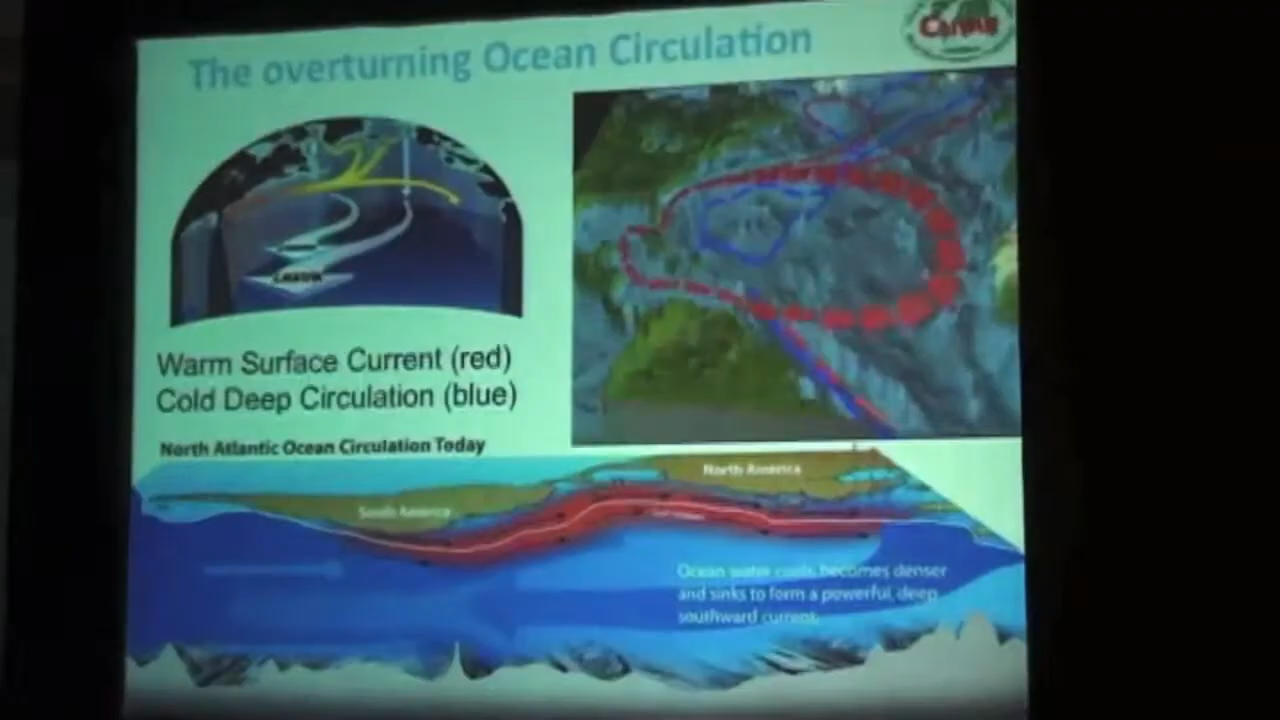 The overturning Ocean Circulation
Warm Surface Current (red)
Cold Deep Circulation (blue)
North Atlantic Ocean Circulation Today
North America
South America
Ocean water cools, becomes denser
and sinks to form a powerful, deep
southward current.